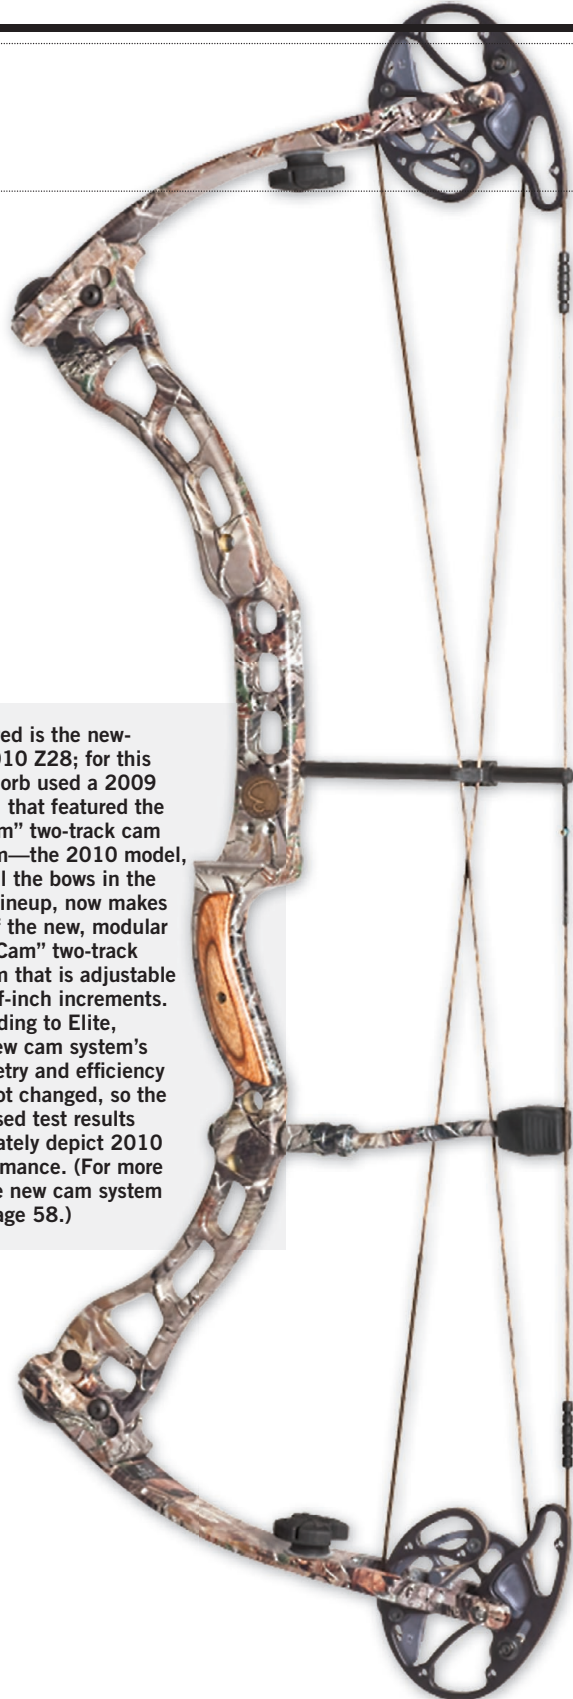 ed is the new-
10 Z28; for this
orb used a 2009
that featured the
m” two-track cam
n—the 2010 model,
l the bows in the
ineup, now makes
f the new, modular
Cam” two-track
m that is adjustable
f-inch increments.
ding to Elite,
ew cam system’s
etry and efficiency
ot changed, so the
sed test results
ately depict 2010
rmance. (For more
e new cam system
age 58.)